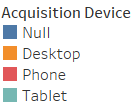 Acquisition Device
Null
Desktop
Phone
Tablet